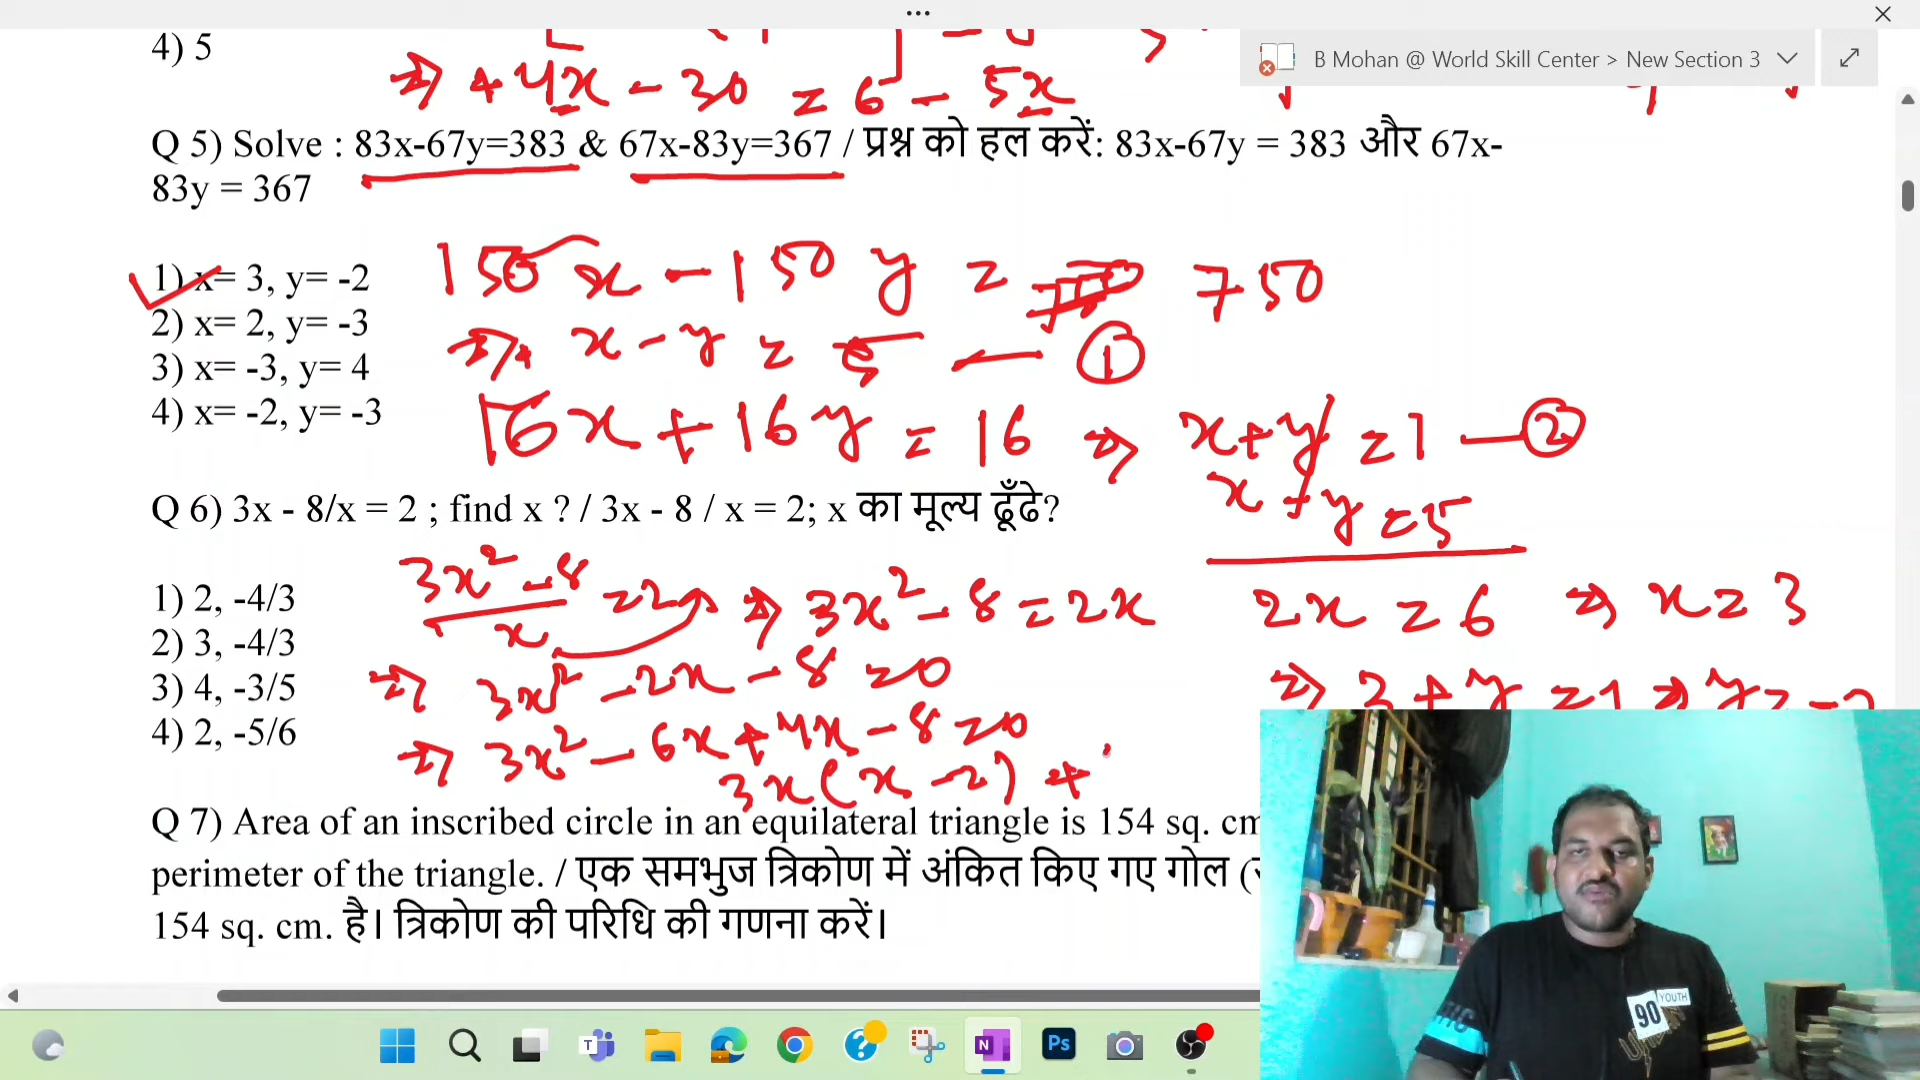 4) 5
⇒ +4x - 30 = 6 - 5x
B Mohan @ World Skill Center > New Section 3
Q 5) Solve : 83x-67y=383 & 67x-83y=367 / प्रश्न को हल करें: 83x-67y = 383 और 67x-
83y = 367
1) x= 3, y= -2
2) x= 2, y= -3
3) x= -3, y= 4
4) x= -2, y= -3
150x - 150y = 750
⇒ x - y = 5 — ①
16x + 16y = 16 ⇒ x+y = 1 — ②
x - y = 5
2x = 6 ⇒ x = 3
⇒ 3 + y = 1 ⇒ y = -2
Q 6) 3x - 8/x = 2 ; find x ? / 3x - 8 / x = 2; x का मूल्य ढूँढे?
1) 2, -4/3
2) 3, -4/3
3) 4, -3/5
4) 2, -5/6
3x² - 8 / x = 2 ⇒ 3x² - 8 = 2x
⇒ 3x² - 2x - 8 = 0
⇒ 3x² - 6x + 4x - 8 = 0
3x(x - 2) +
Q 7) Area of an inscribed circle in an equilateral triangle is 154 sq. cm
perimeter of the triangle. / एक समभुज त्रिकोण में अंकित किए गए गोल
154 sq. cm. है। त्रिकोण की परिधि की गणना करें।
90
YOUTH
T
N
Ps